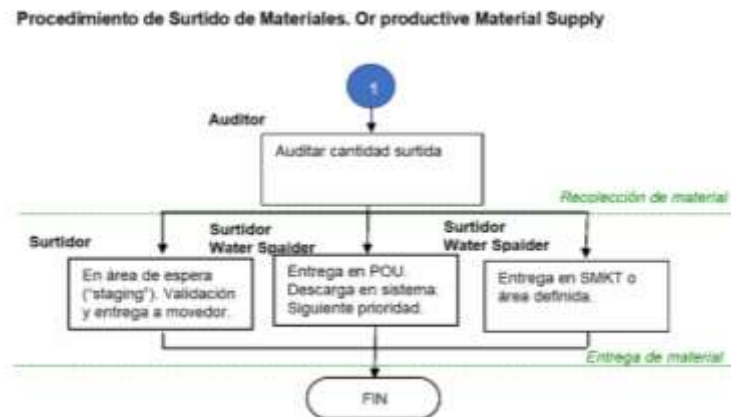 Procedimiento de Surtido de Materiales. Or productive Material Supply
1
Auditor
Auditar cantidad surtida
Recolección de material
Surtidor
En área de espera
("staging"). Validación
y entrega a movedor.
Surtidor
Water Spaider
Entrega en POU.
Descarga en sistema.
Siguiente prioridad.
Surtidor
Water Spaider
Entrega en SMKT o
área definida.
Entrega de material
FIN